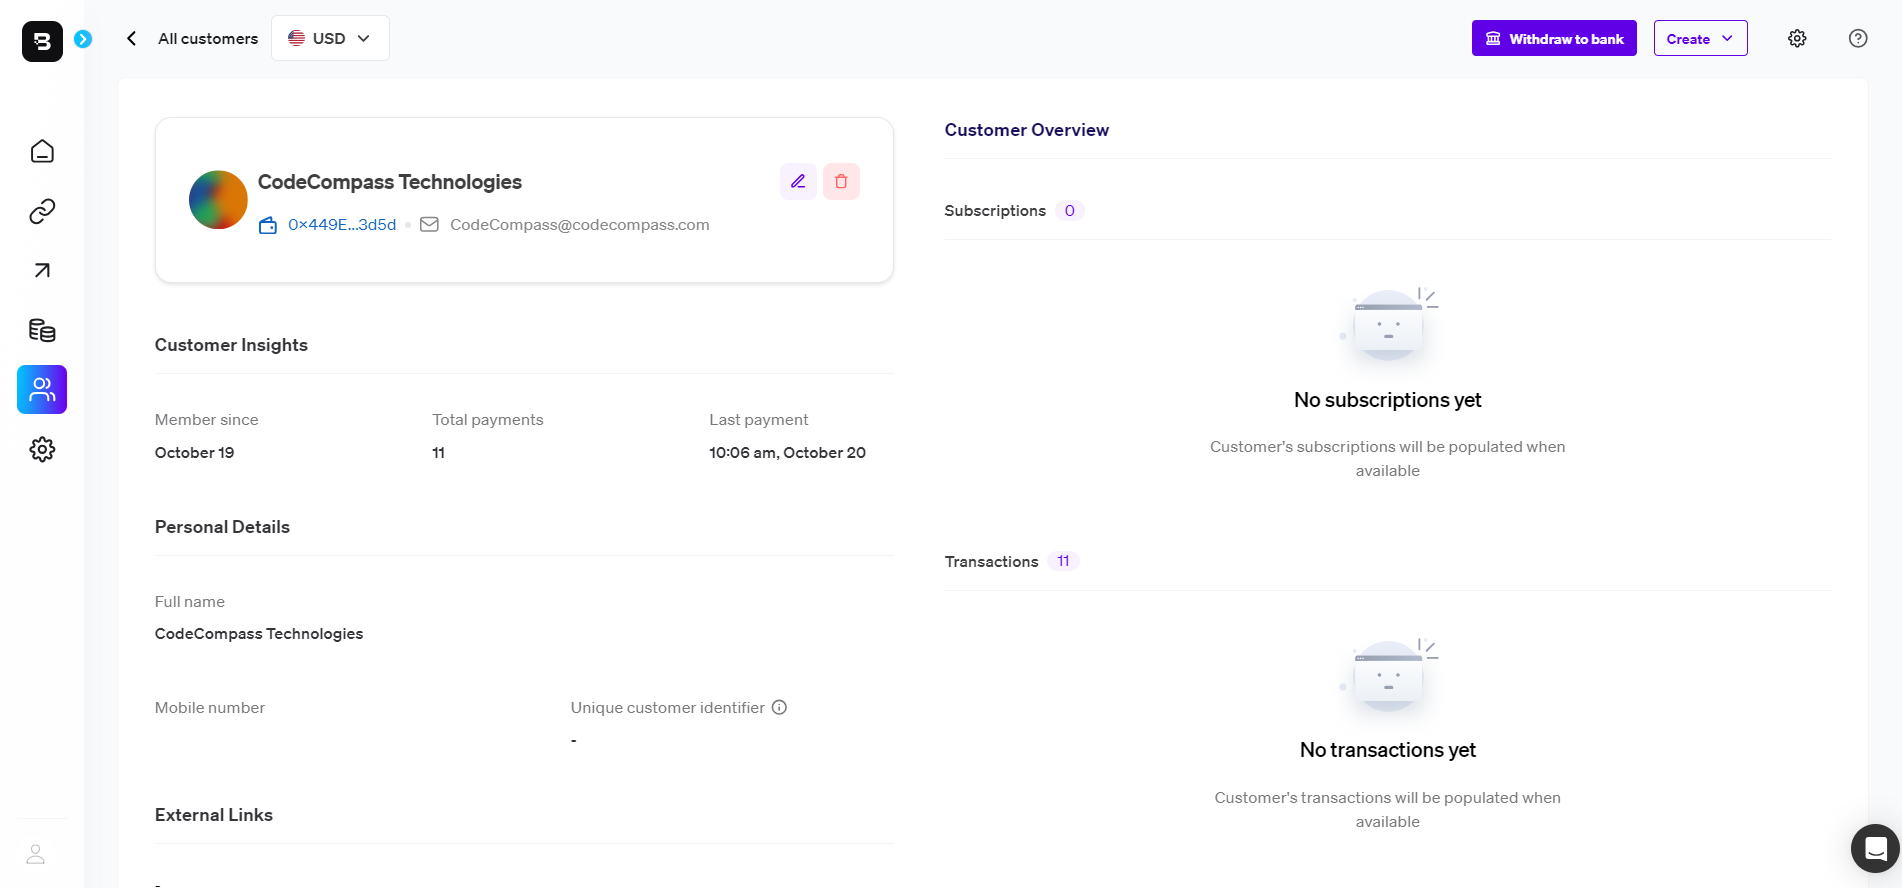 All customers
USD
Withdraw to bank
Create
CodeCompass Technologies
0x449E...3d5d
CodeCompass@codecompass.com
Customer Insights
Member since
Total payments
Last payment
October 19
11
10:06 am, October 20
Personal Details
Full name
CodeCompass Technologies
Mobile number
Unique customer identifier
-
External Links
-
Customer Overview
Subscriptions 0
No subscriptions yet
Customer's subscriptions will be populated when
available
Transactions 11
No transactions yet
Customer's transactions will be populated when
available